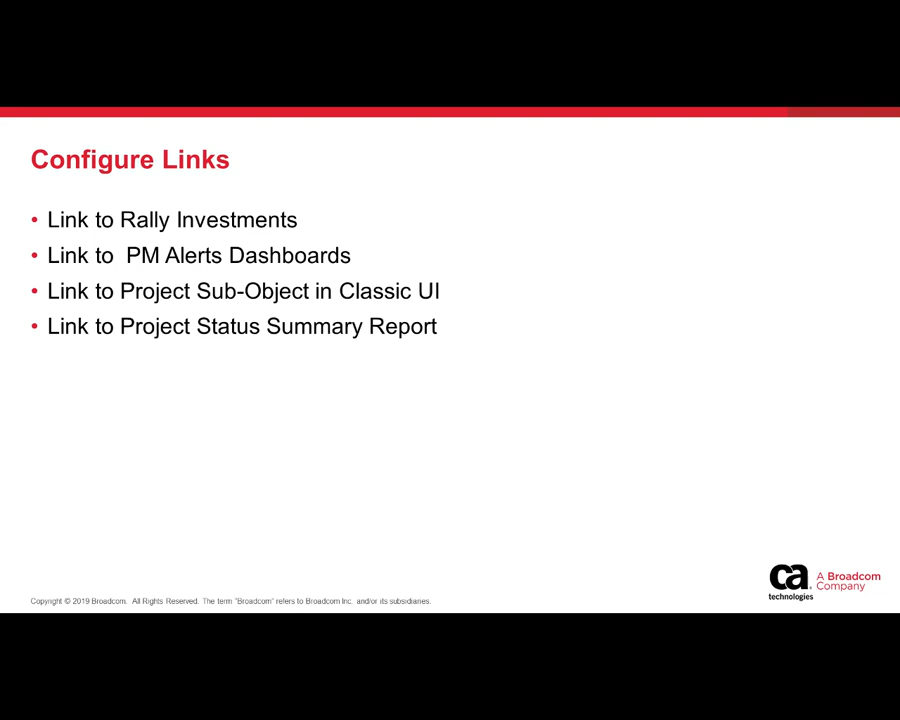 Configure Links
• Link to Rally Investments
• Link to  PM Alerts Dashboards
• Link to Project Sub-Object in Classic UI
• Link to Project Status Summary Report
ca
technologies
A Broadcom
Company
Copyright © 2019 Broadcom.  All Rights Reserved.  The term "Broadcom" refers to Broadcom Inc.  and/or its subsidiaries.